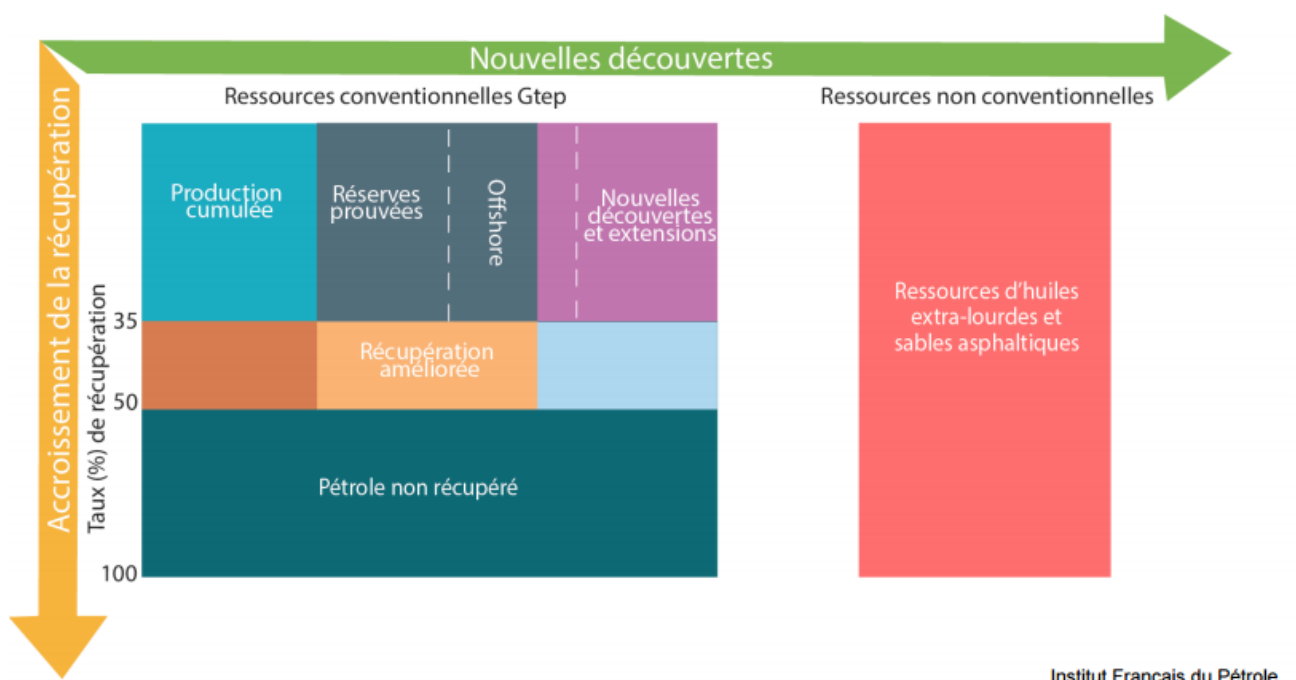 Nouvelles découvertes
Ressources conventionnelles Gtep
Ressources non conventionnelles
Accroissement de la récupération
Taux (%) de récupération
Production
cumulée
Réserves
prouvées
Offshore
Nouvelles
découvertes
et extensions
35
Récupération
améliorée
50
Pétrole non récupéré
100
Ressources d'huiles
extra-lourdes et
sables asphaltiques
Institut Français du Pétrole